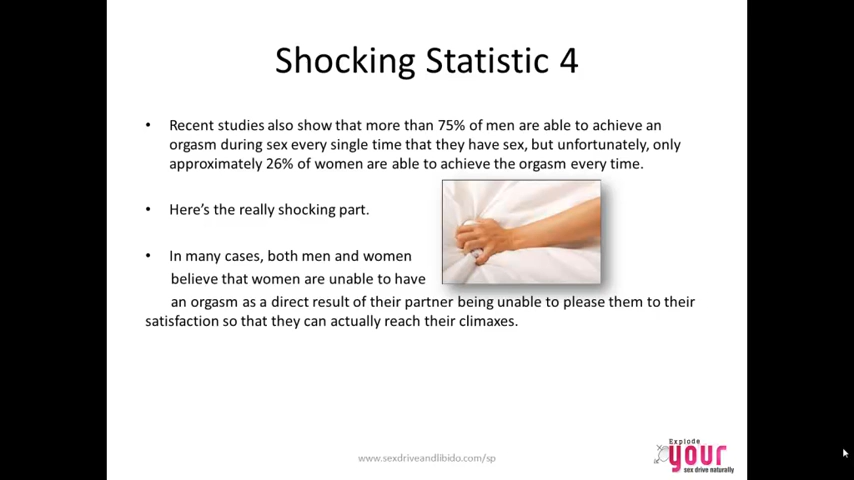 Shocking Statistic 4
• Recent studies also show that more than 75% of men are able to achieve an
orgasm during sex every single time that they have sex, but unfortunately, only
approximately 26% of women are able to achieve the orgasm every time.
• Here's the really shocking part.
• In many cases, both men and women
believe that women are unable to have
an orgasm as a direct result of their partner being unable to please them to their
satisfaction so that they can actually reach their climaxes.
www.sexdriveandlibido.com/sp
Explode
your
sex drive naturally